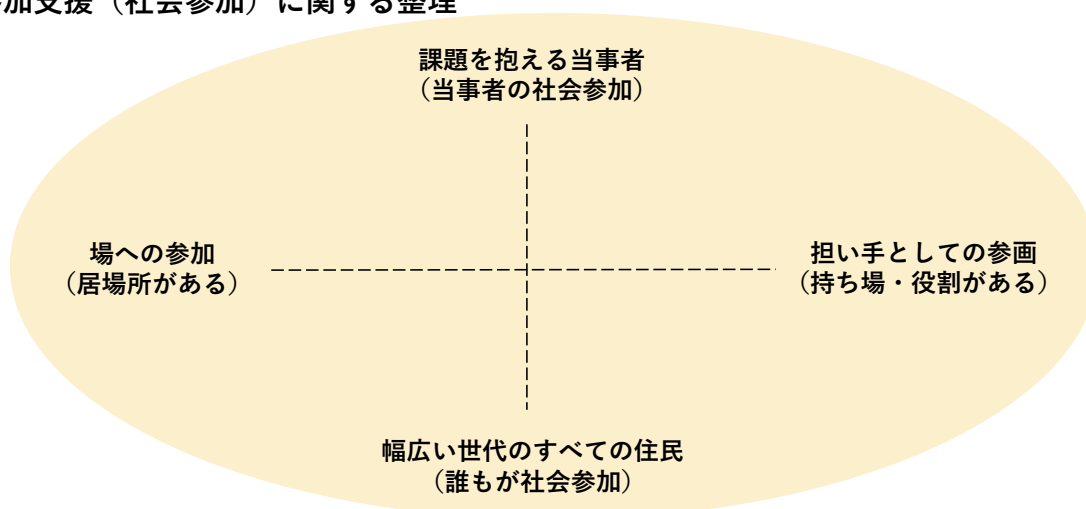 加支援（社会参加）に関する整理
課題を抱える当事者
（当事者の社会参加）
場への参加
（居場所がある）
担い手としての参画
（持ち場・役割がある）
幅広い世代のすべての住民
（誰もが社会参加）